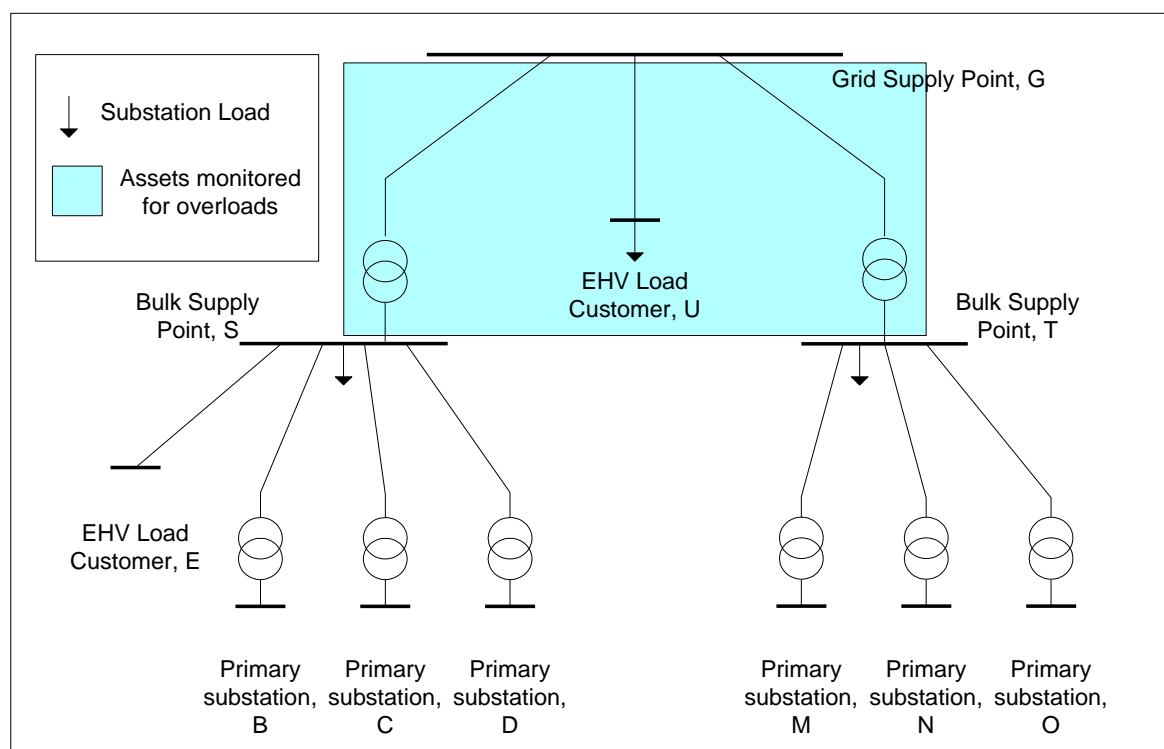 Grid Supply Point, G
Substation Load
Assets monitored
for overloads
EHV Load
Customer, U
Bulk Supply
Point, S
Bulk Supply
Point, T
EHV Load
Customer, E
Primary
substation,
B
Primary
substation,
C
Primary
substation,
D
Primary
substation,
M
Primary
substation,
N
Primary
substation,
O